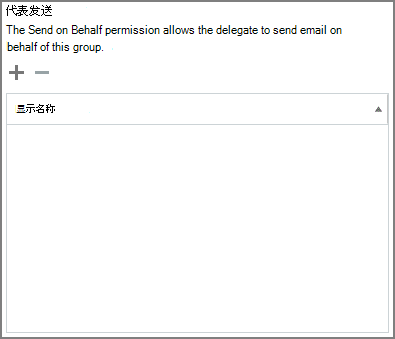 代表发送
The Send on Behalf permission allows the delegate to send email on
behalf of this group.
显示名称